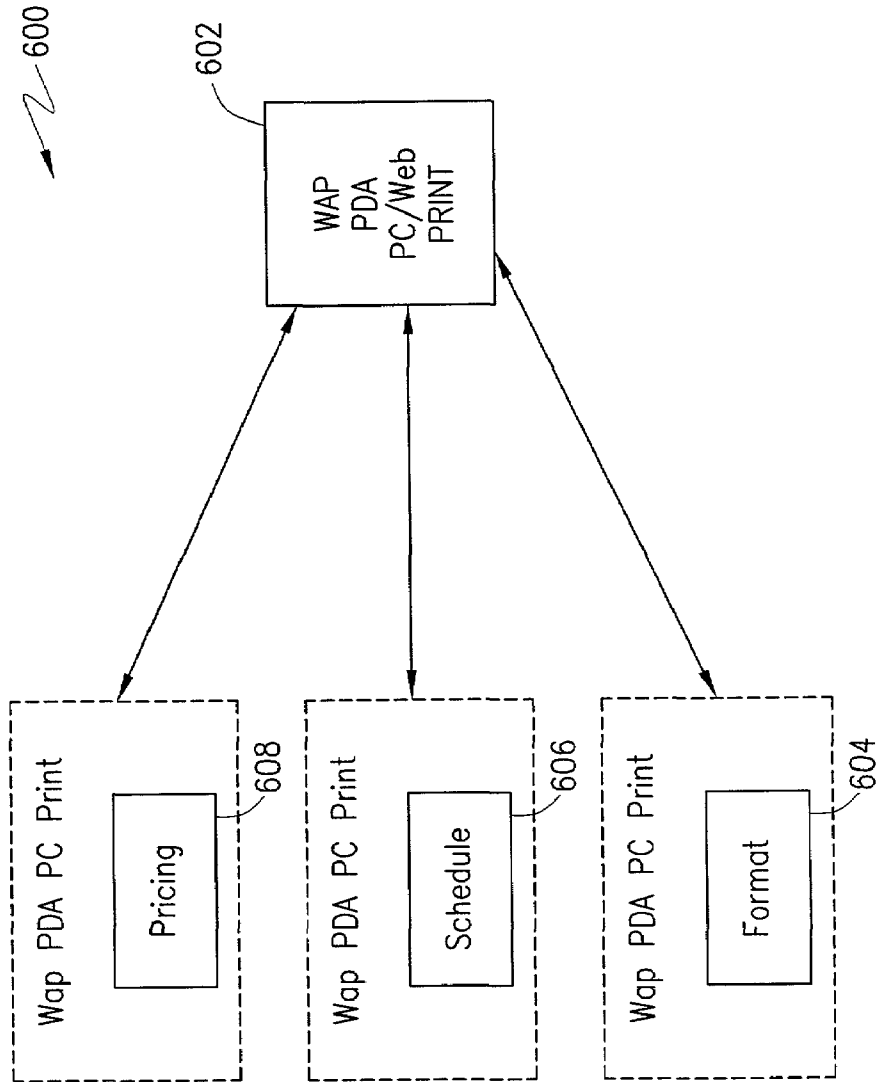 Wap PDA PC Print
Format
604
Wap PDA PC Print
Schedule
606
Wap PDA PC Print
Pricing
608
WAP
PDA
PC/Web
PRINT
602
600